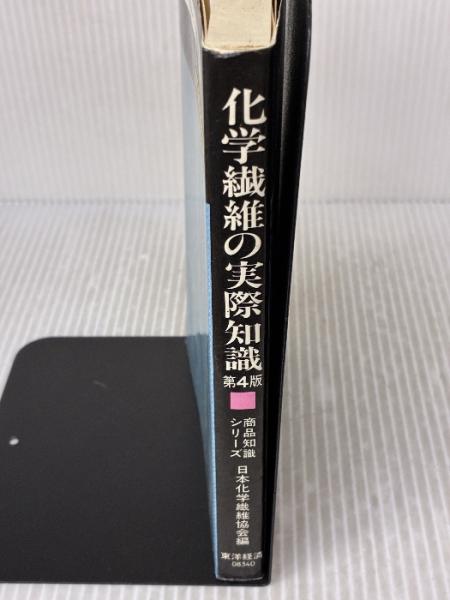 化学繊維の実際知識
第4版
商品知識
シリーズ
日本化学繊維協会編
東洋経済
08340